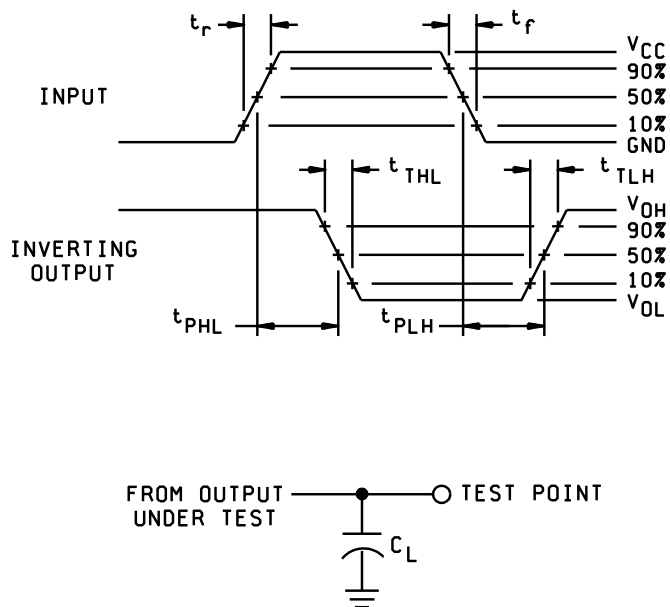 tr
tf
VCC
90%
INPUT
50%
10%
GND
tTHL
tTLH
VOH
90%
INVERTING
OUTPUT
50%
10%
VOL
tPHL
tPLH
FROM OUTPUT
UNDER TEST
TEST POINT
CL